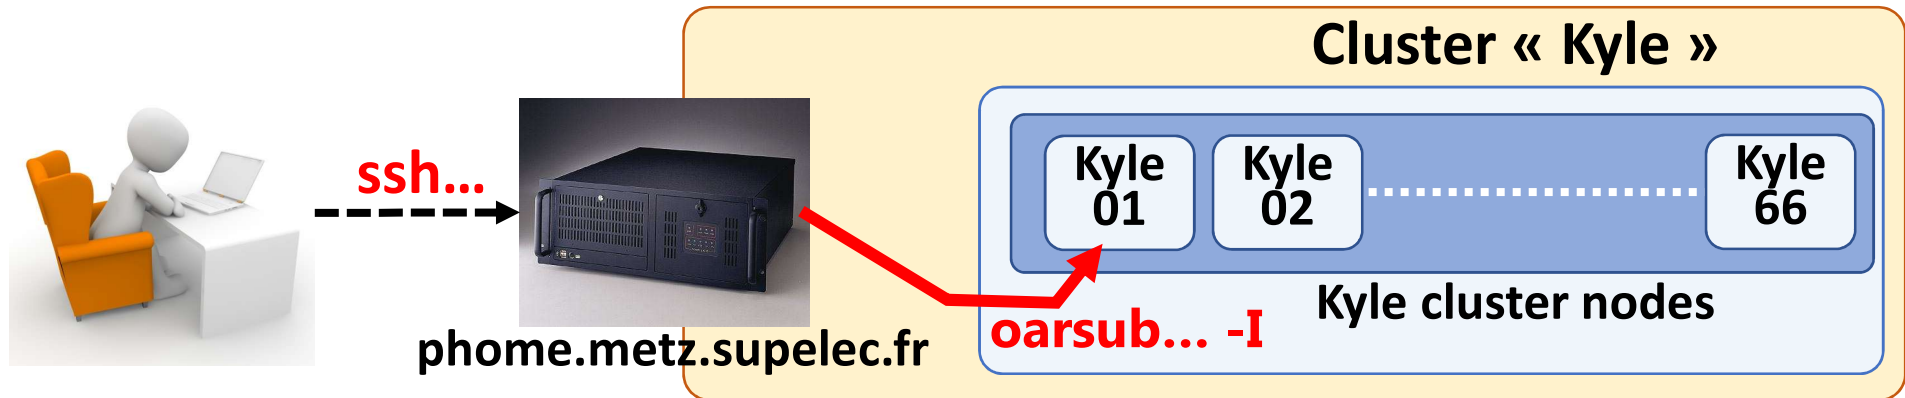 Cluster « Kyle »
ssh...
Kyle
01
Kyle
02
Kyle
66
Kyle cluster nodes
oarsub... -I
phome.metz.supelec.fr